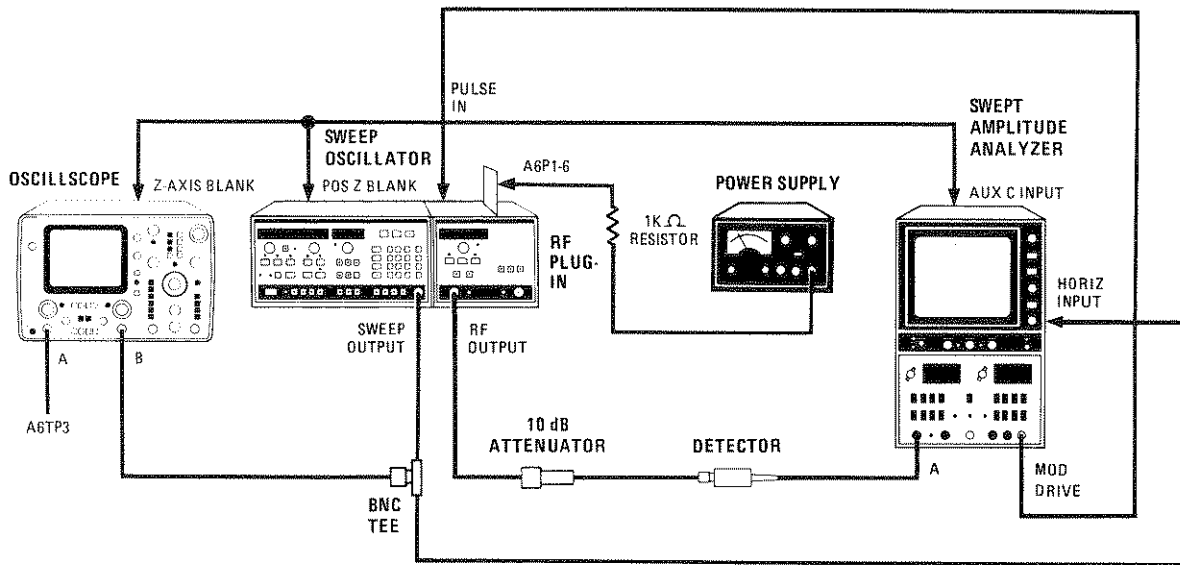 PULSE
IN
SWEEP
OSCILLATOR
SWEPT
AMPLITUDE
ANALYZER
OSCILLSCOPE
Z-AXIS BLANK
POS Z BLANK
A6P1-6
POWER SUPPLY
AUX C INPUT
1K Ω
RESISTOR
RF
PLUG-
IN
HORIZ
INPUT
SWEEP
OUTPUT
RF
OUTPUT
A
B
A6TP3
10 dB
ATTENUATOR
DETECTOR
A
MOD
DRIVE
BNC
TEE